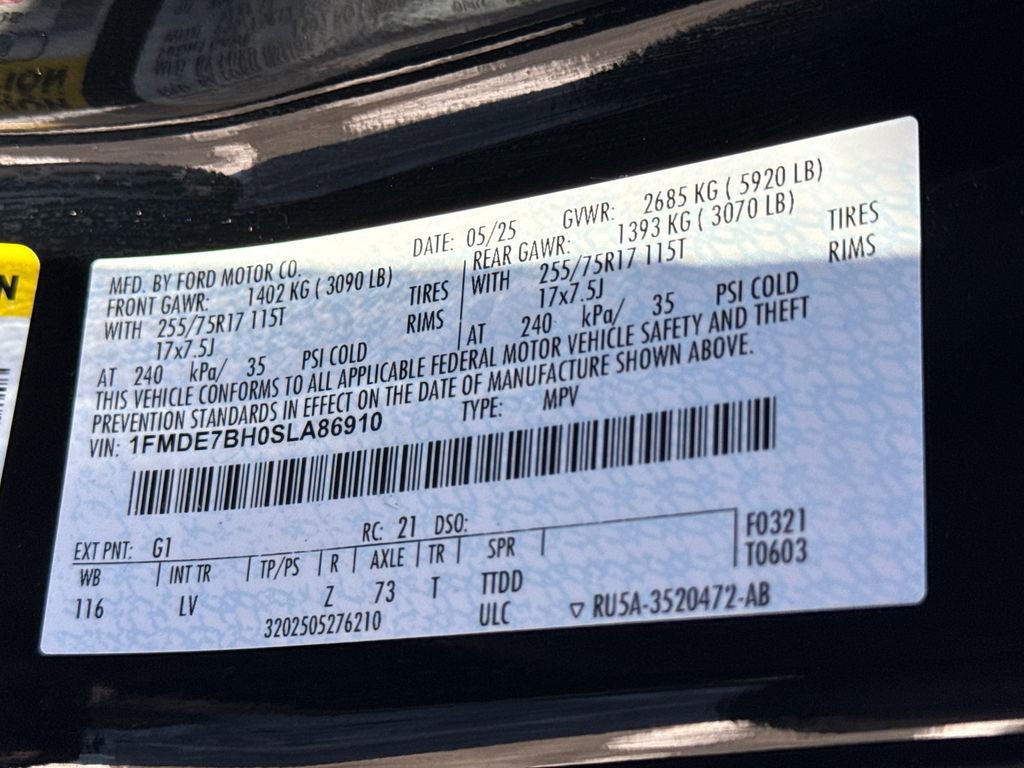 MFD. BY FORD MOTOR CO.
DATE: 05/25
GVWR: 2685 KG ( 5920 LB)
FRONT GAWR: 1402 KG ( 3090 LB)
WITH 255/75R17 115T TIRES
17x7.5J RIMS
AT 240 kPa/ 35 PSI COLD
REAR GAWR: 1393 KG ( 3070 LB)
WITH 255/75R17 115T TIRES
17x7.5J RIMS
AT 240 kPa/ 35 PSI COLD
THIS VEHICLE CONFORMS TO ALL APPLICABLE FEDERAL MOTOR VEHICLE SAFETY AND THEFT
PREVENTION STANDARDS IN EFFECT ON THE DATE OF MANUFACTURE SHOWN ABOVE.
VIN: 1FMDE7BH0SLA86910 TYPE: MPV
EXT PNT: G1 RC: 21 DSO:
F0321
T0603
WB | INT TR | TP/PS | R | AXLE | TR | SPR |
116 LV Z 73 T TTDD
3202505276210 ULC ▽ RU5A-3520472-AB
N